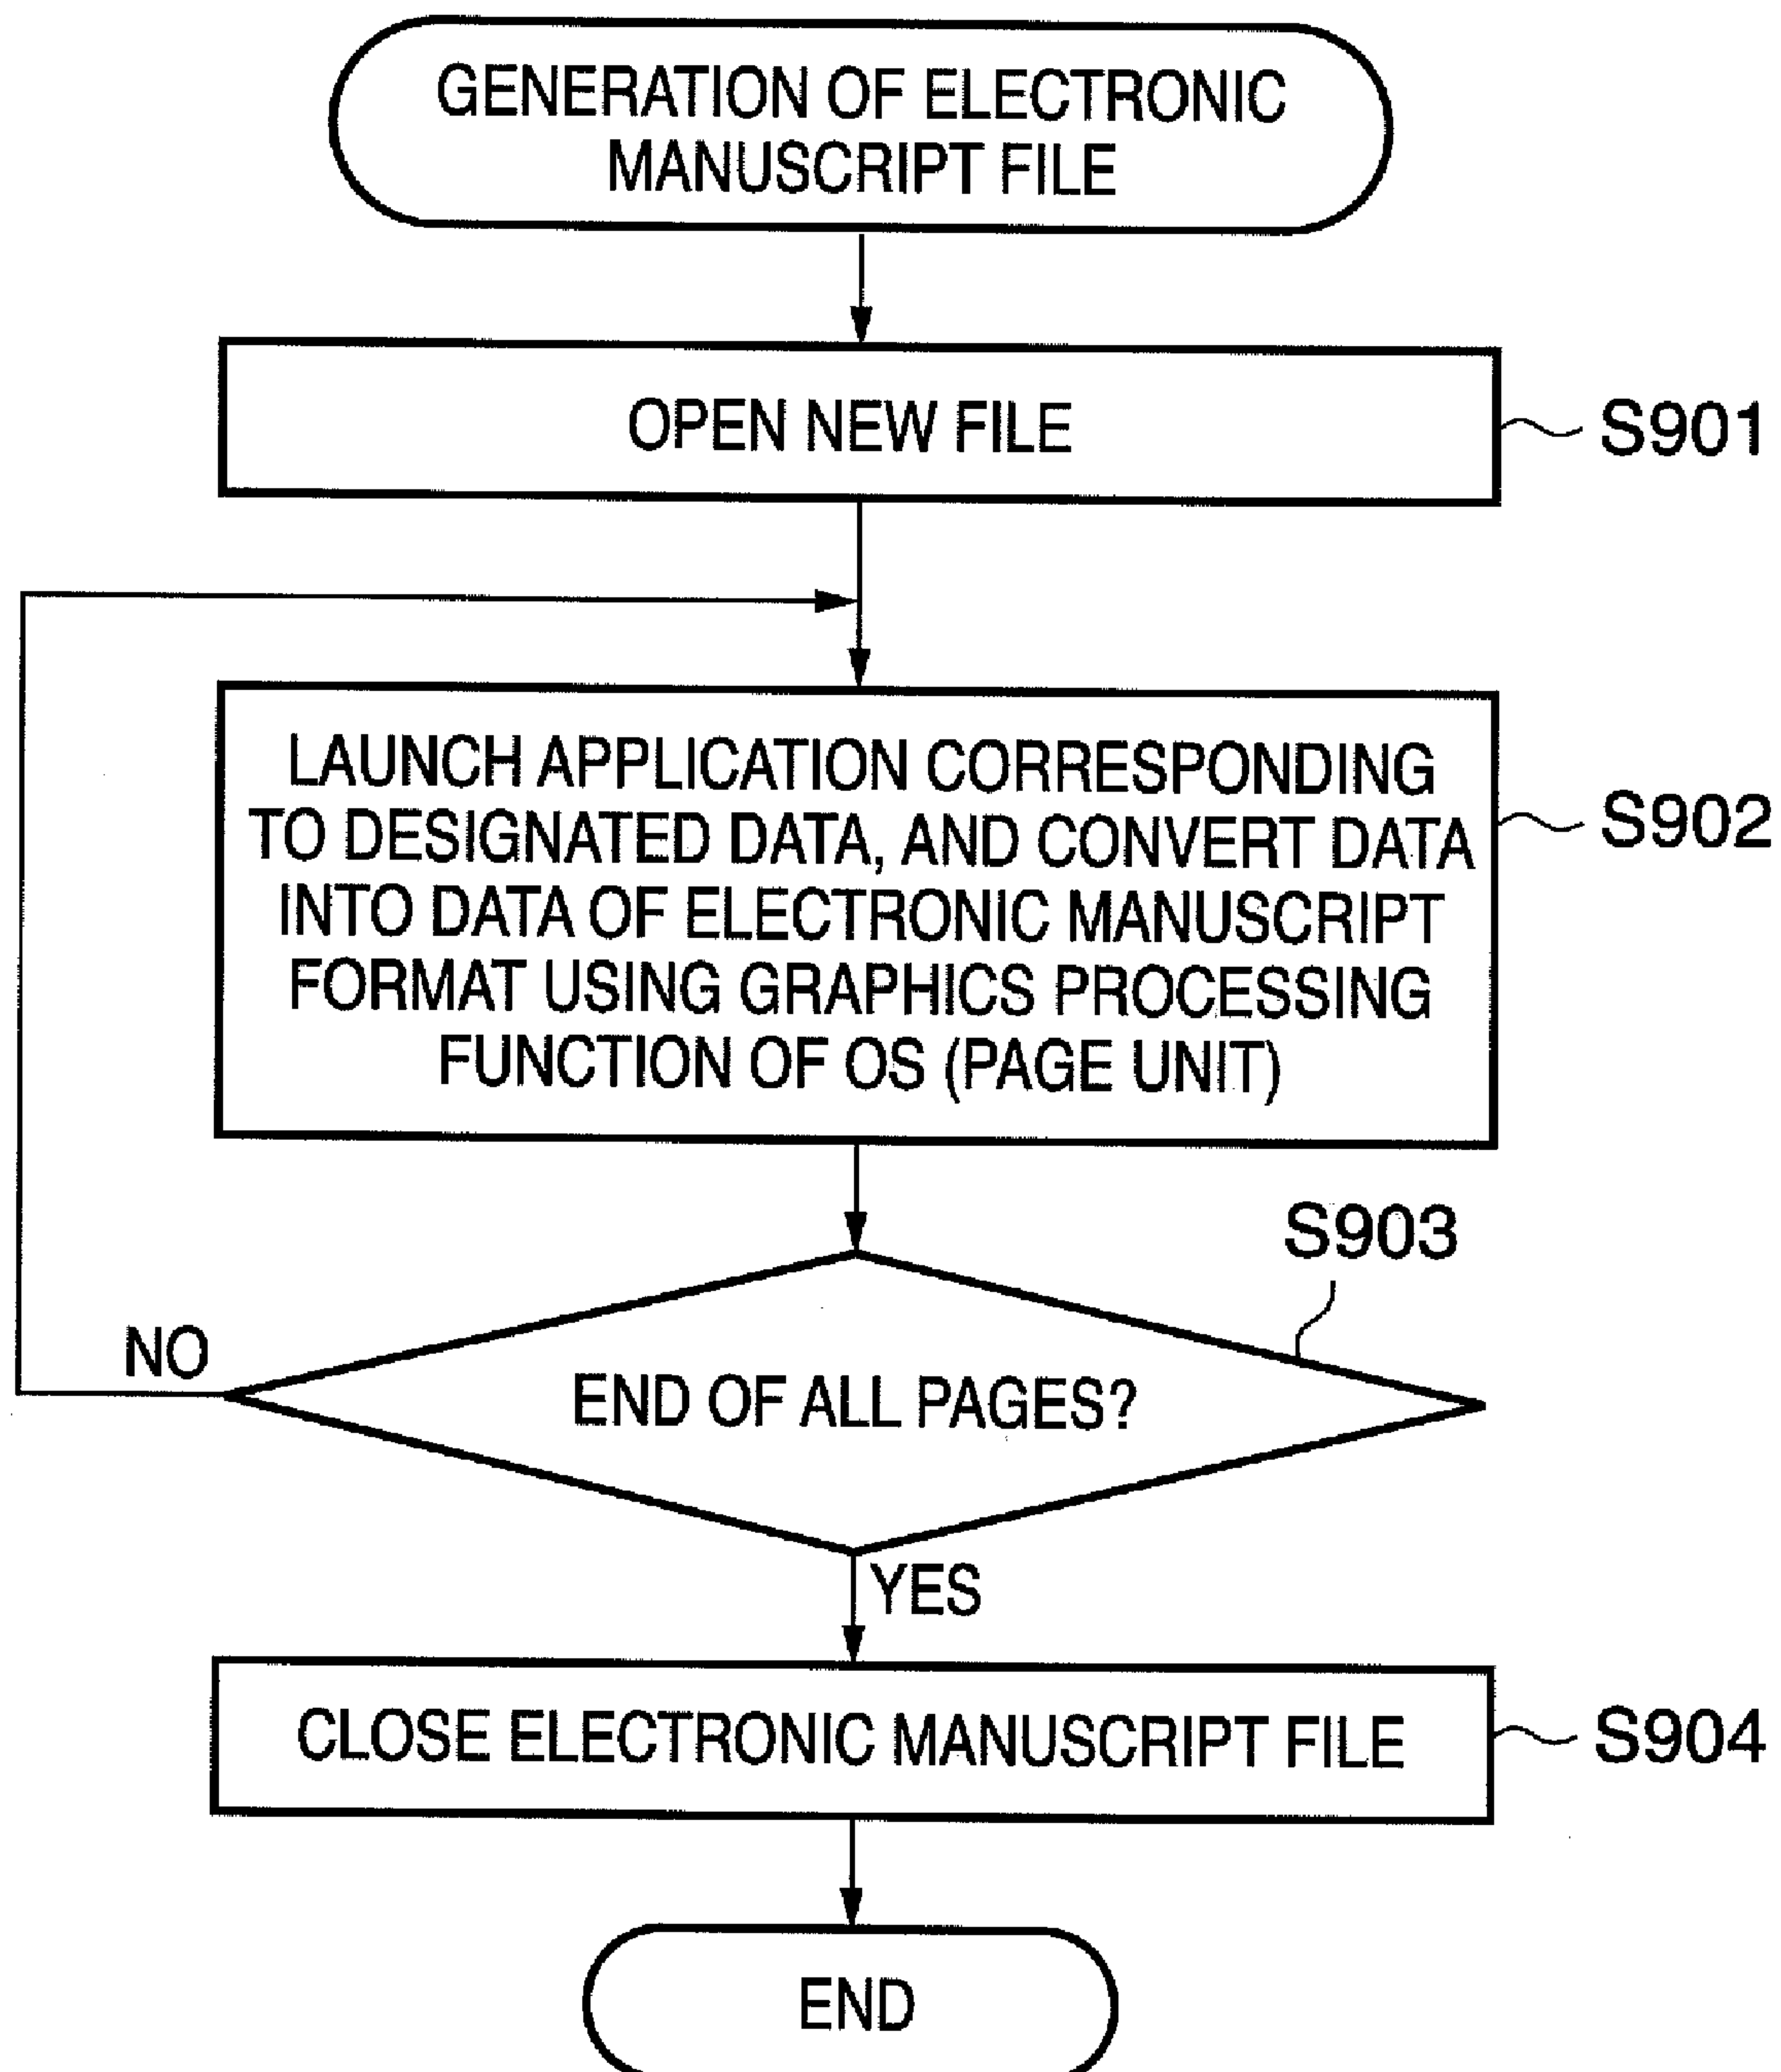 GENERATION OF ELECTRONIC
MANUSCRIPT FILE
OPEN NEW FILE
S901
LAUNCH APPLICATION CORRESPONDING
TO DESIGNATED DATA, AND CONVERT DATA
INTO DATA OF ELECTRONIC MANUSCRIPT
FORMAT USING GRAPHICS PROCESSING
FUNCTION OF OS (PAGE UNIT)
S902
S903
NO
END OF ALL PAGES?
YES
CLOSE ELECTRONIC MANUSCRIPT FILE
S904
END